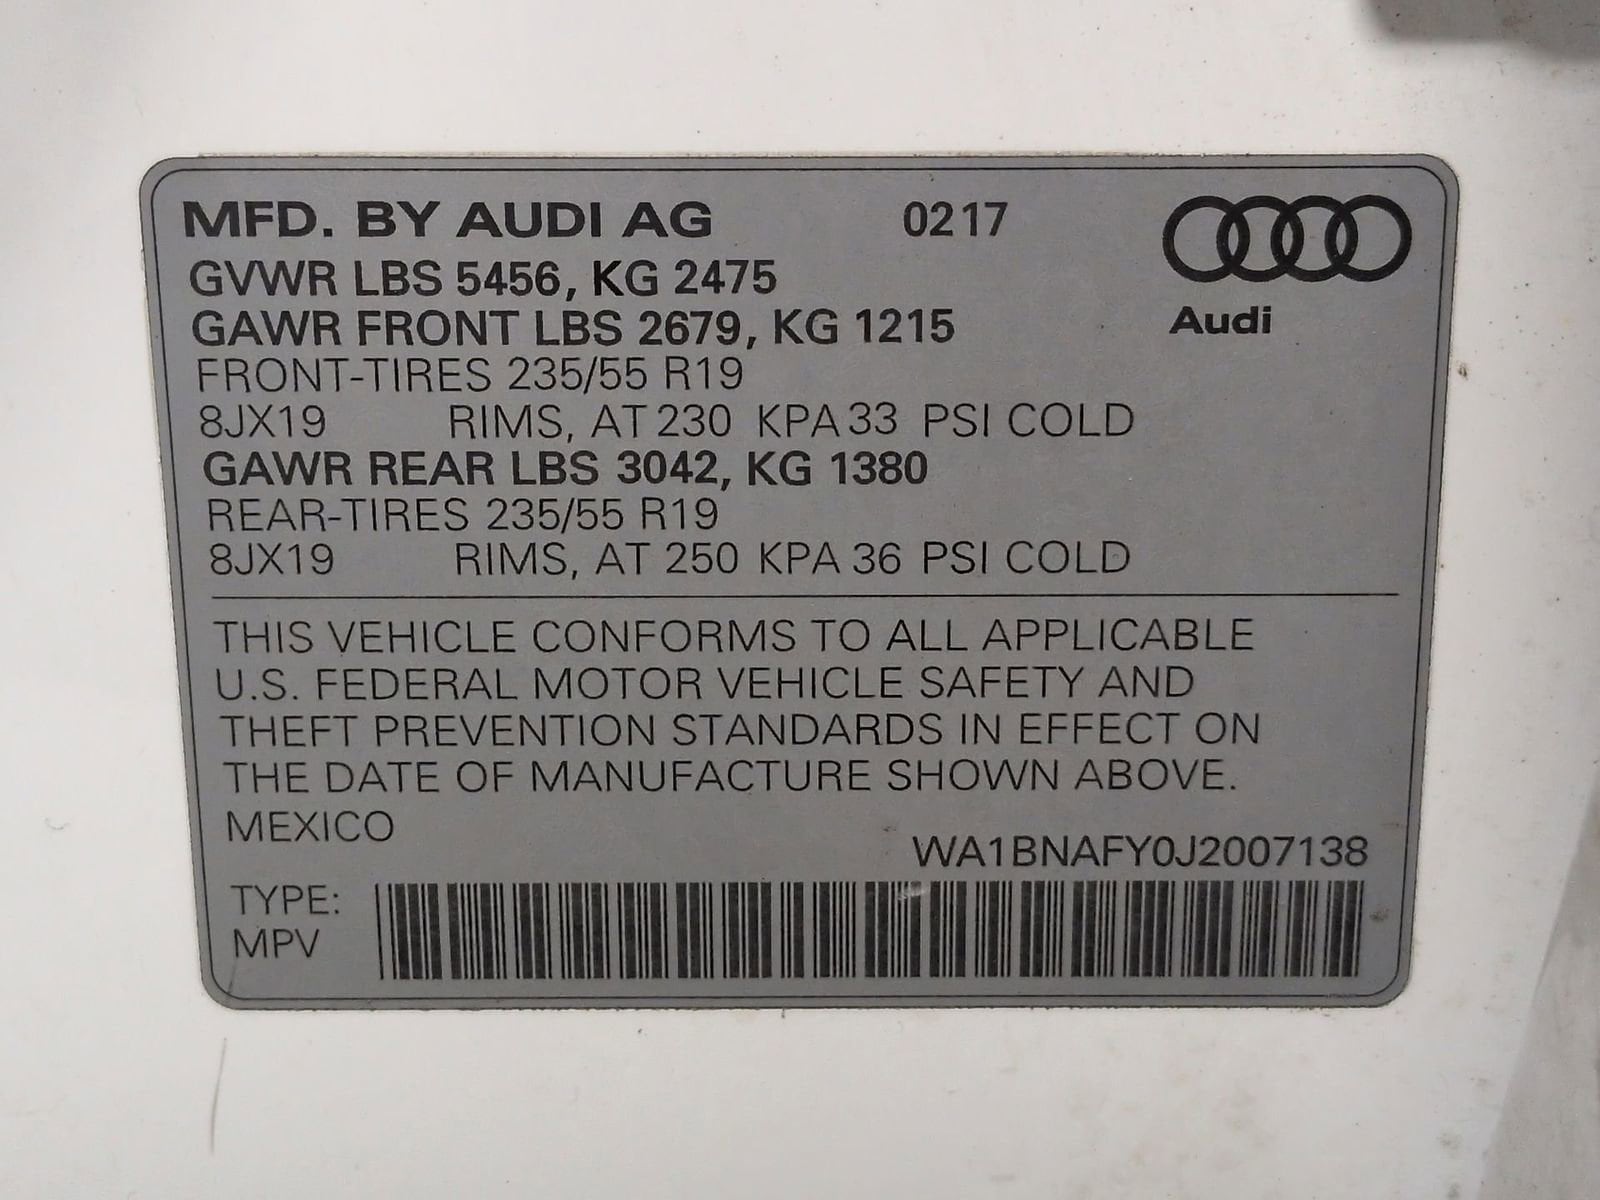 MFD. BY AUDI AG 0217
GVWR LBS 5456, KG 2475
GAWR FRONT LBS 2679, KG 1215
Audi
FRONT-TIRES 235/55 R19
8JX19 RIMS, AT 230 KPA 33 PSI COLD
GAWR REAR LBS 3042, KG 1380
REAR-TIRES 235/55 R19
8JX19 RIMS, AT 250 KPA 36 PSI COLD
THIS VEHICLE CONFORMS TO ALL APPLICABLE
U.S. FEDERAL MOTOR VEHICLE SAFETY AND
THEFT PREVENTION STANDARDS IN EFFECT ON
THE DATE OF MANUFACTURE SHOWN ABOVE.
MEXICO
WA1BNAFY0J2007138
TYPE:
MPV